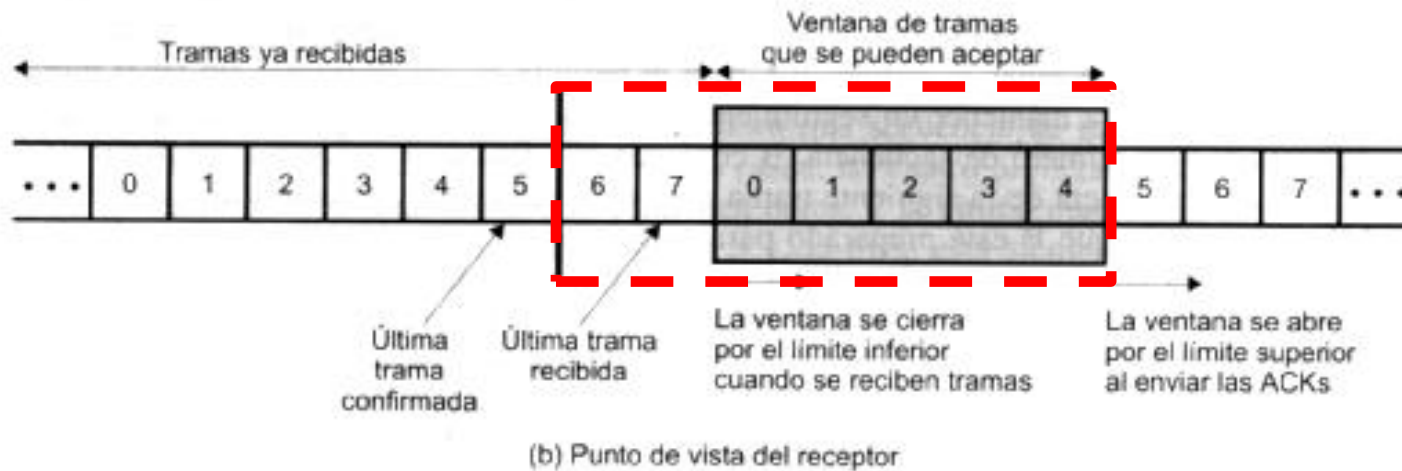 Ventana de tramas
Tramas ya recibidas
que se pueden aceptar
... 0 1 2 3 4 5 6 7 0 1 2 3 4 5 6 7 ...
Última
trama
confirmada
Última trama
recibida
La ventana se cierra
por el límite inferior
cuando se reciben tramas
La ventana se abre
por el límite superior
al enviar las ACKs
(b) Punto de vista del receptor